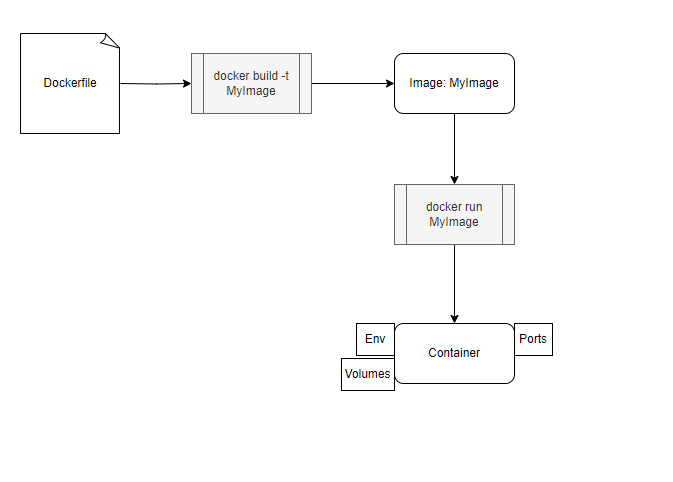 Dockerfile
docker build -t
MyImage
Image: MyImage
docker run
MyImage
Env
Container
Ports
Volumes